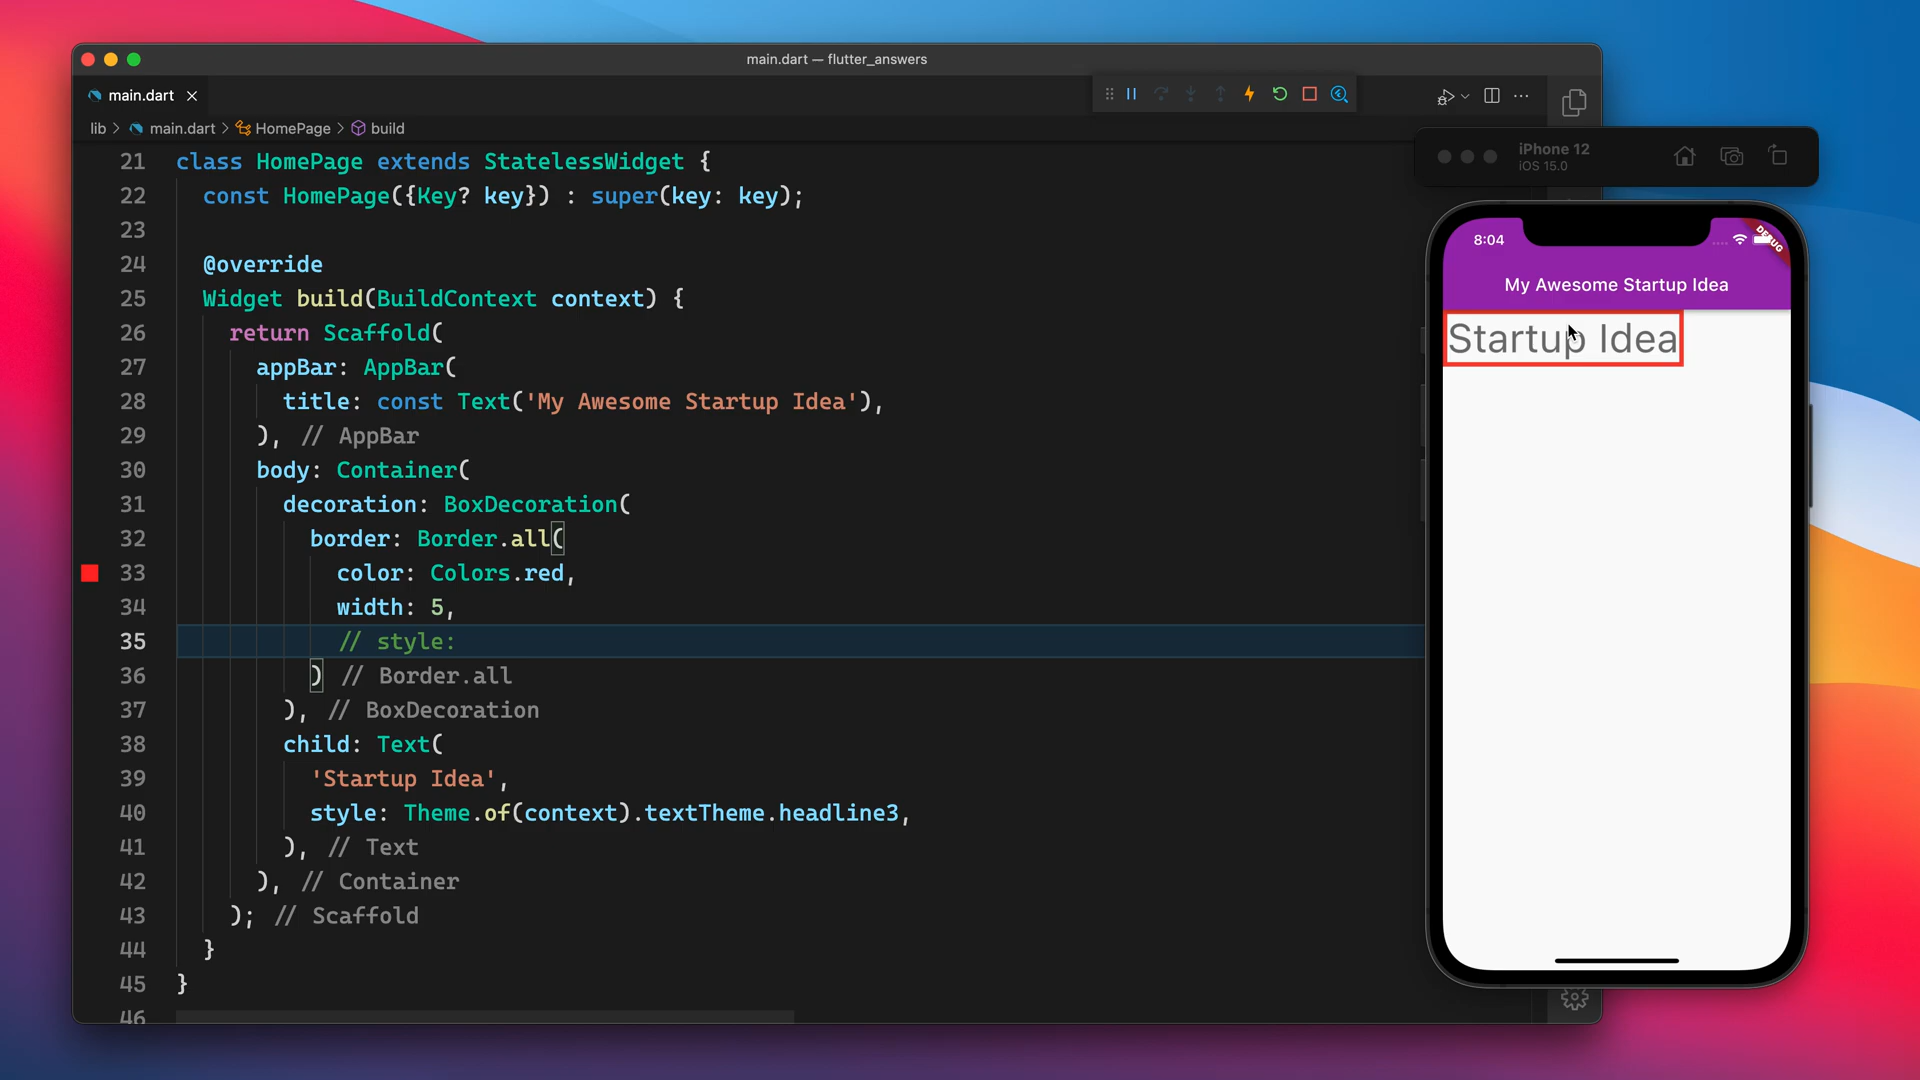 main.dart — flutter_answers
main.dart
lib > main.dart > HomePage > build
21 class HomePage extends StatelessWidget {
22 const HomePage({Key? key}) : super(key: key);
23
24 @override
25 Widget build(BuildContext context) {
26 return Scaffold(
27 appBar: AppBar(
28 title: const Text('My Awesome Startup Idea'),
29 ), // AppBar
30 body: Container(
31 decoration: BoxDecoration(
32 border: Border.all(
33 color: Colors.red,
34 width: 5,
35 // style:
36 ) // Border.all
37 ), // BoxDecoration
38 child: Text(
39 'Startup Idea',
40 style: Theme.of(context).textTheme.headline3,
41 ), // Text
42 ), // Container
43 ); // Scaffold
44 }
45 }
46
iPhone 12
iOS 15.0
8:04
DEBUG
My Awesome Startup Idea
Startup Idea